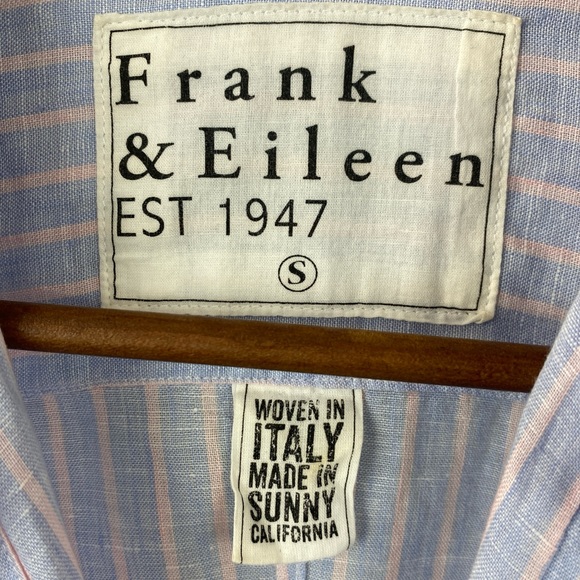 Frank
& Eileen
EST 1947
S
WOVEN IN
ITALY
MADE IN
SUNNY
CALIFORNIA